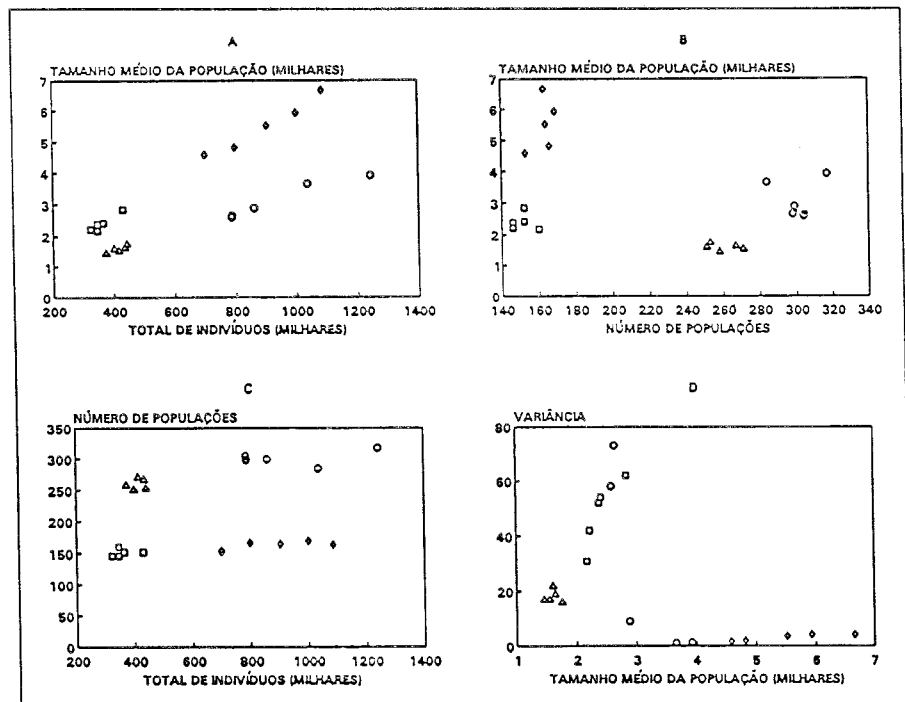 A
TAMANHO MÉDIO DA POPULAÇÃO (MILHARES)
7
6
5
4
3
2
1
0
200 400 600 800 1000 1200 1400
TOTAL DE INDIVÍDUOS (MILHARES)
B
TAMANHO MÉDIO DA POPULAÇÃO (MILHARES)
7
6
5
4
3
2
1
0
140 160 180 200 220 240 260 280 300 320 340
NÚMERO DE POPULAÇÕES
C
NÚMERO DE POPULAÇÕES
350
300
250
200
150
100
50
0
200 400 600 800 1000 1200 1400
TOTAL DE INDIVÍDUOS (MILHARES)
D
VARIÂNCIA
80
60
40
20
0
1 2 3 4 5 6 7
TAMANHO MÉDIO DA POPULAÇÃO (MILHARES)